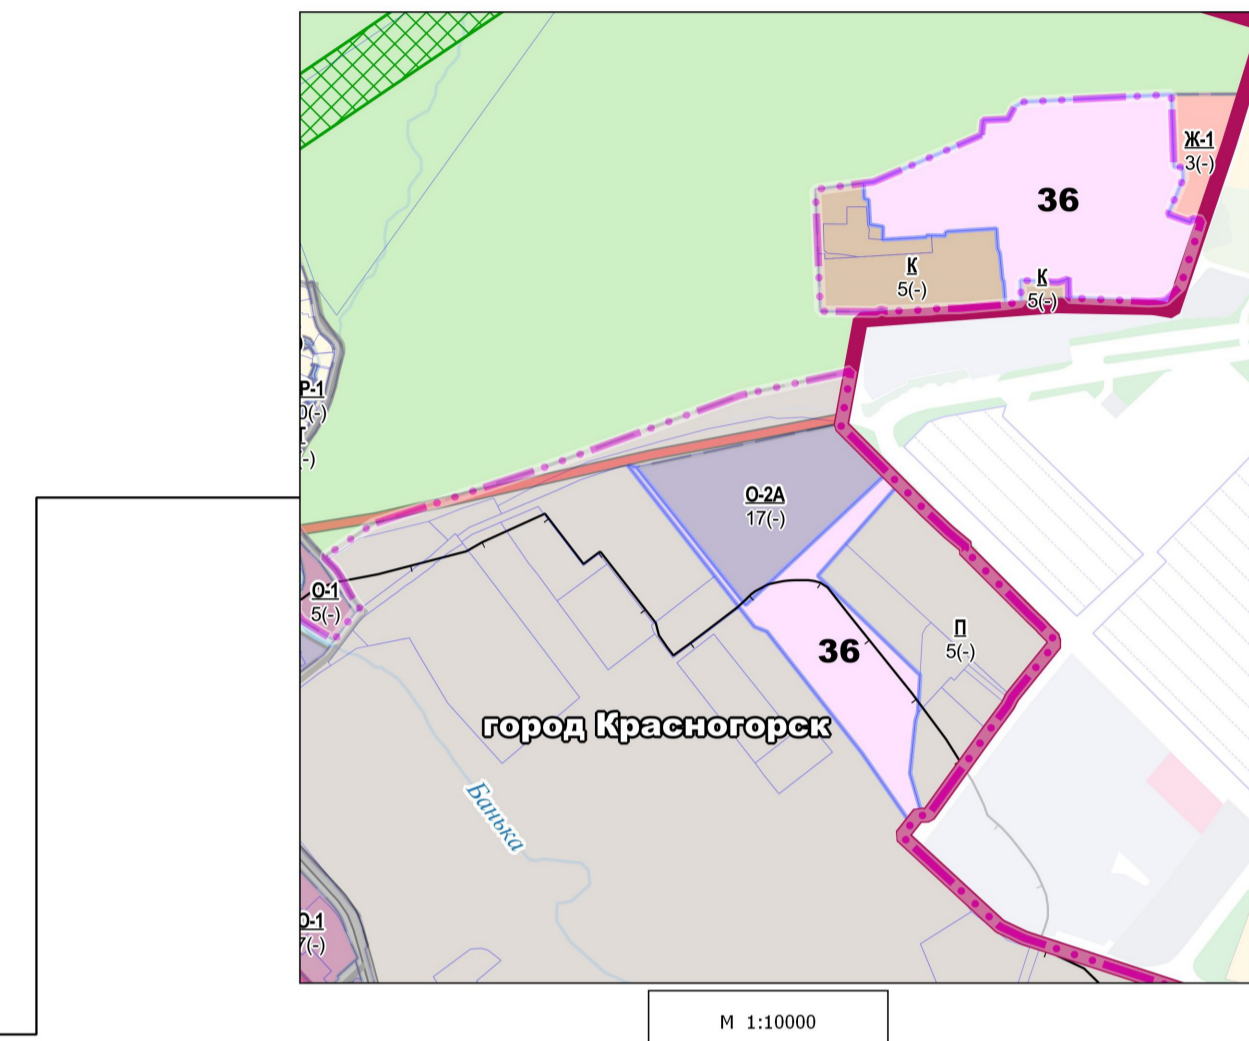 Ж-1
3(-)
36
К
5(-)
К
5(-)
Р-1
0(-)
(-)
О-2А
17(-)
О-1
5(-)
П
5(-)
36
город Красногорск
Банька
О-1
7(-)
М 1:10000